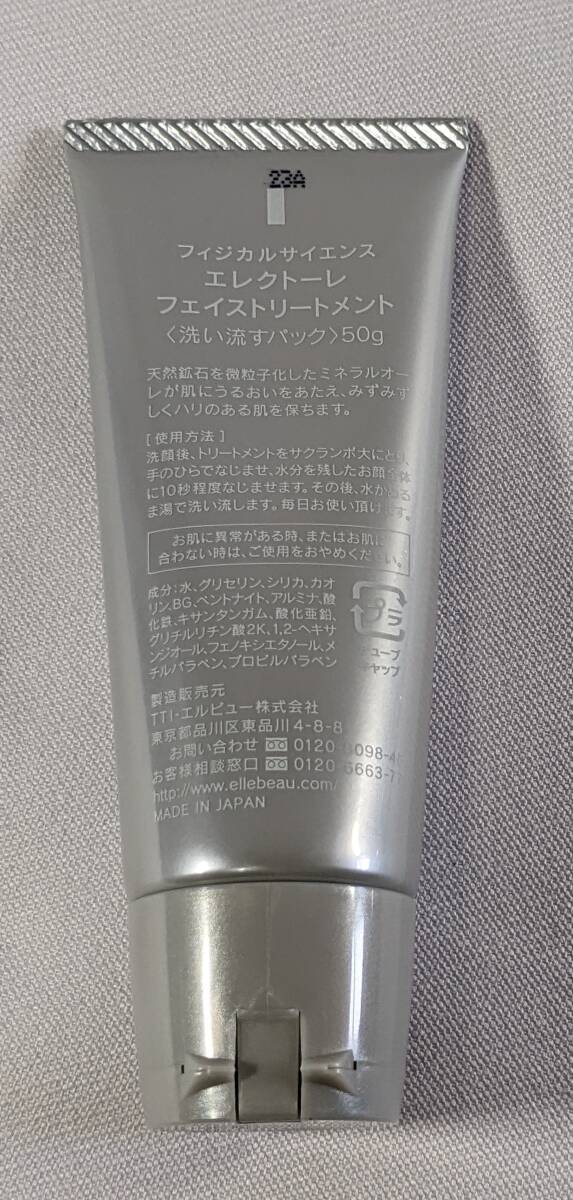 23A
フィジカルサイエンス
エレクトーレ
フェイストリートメント
〈洗い流すパック〉50g
天然鉱石を微粒子化したミネラルオー
レが肌にうるおいをあたえ、みずみず
しくハリのある肌を保ちます。
[使用方法]
洗顔後、トリートメントをサクランボ大にとり、
手のひらでなじませ、水分を残したお顔全体
に10秒程度なじませます。その後、水かぬる
ま湯で洗い流します。毎日お使い頂けます。
お肌に異常がある時、またはお肌に
合わない時は、ご使用をおやめください。
成分:水、グリセリン、シリカ、カオ
リン、BG、ベントナイト、アルミナ、酸
化鉄、キサンタンガム、酸化亜鉛、
グリチルリチン酸2K、1,2-ヘキサ
ンジオール、フェノキシエタノール、メ
チルパラベン、プロピルパラベン
プラ
チューブ
キャップ
製造販売元
TTI・エルビュー株式会社
東京都品川区東品川4-8-8
お問い合わせ 0120-0098-4
お客様相談窓口 0120-5663-7
http://www.ellebeau.com/
MADE IN JAPAN